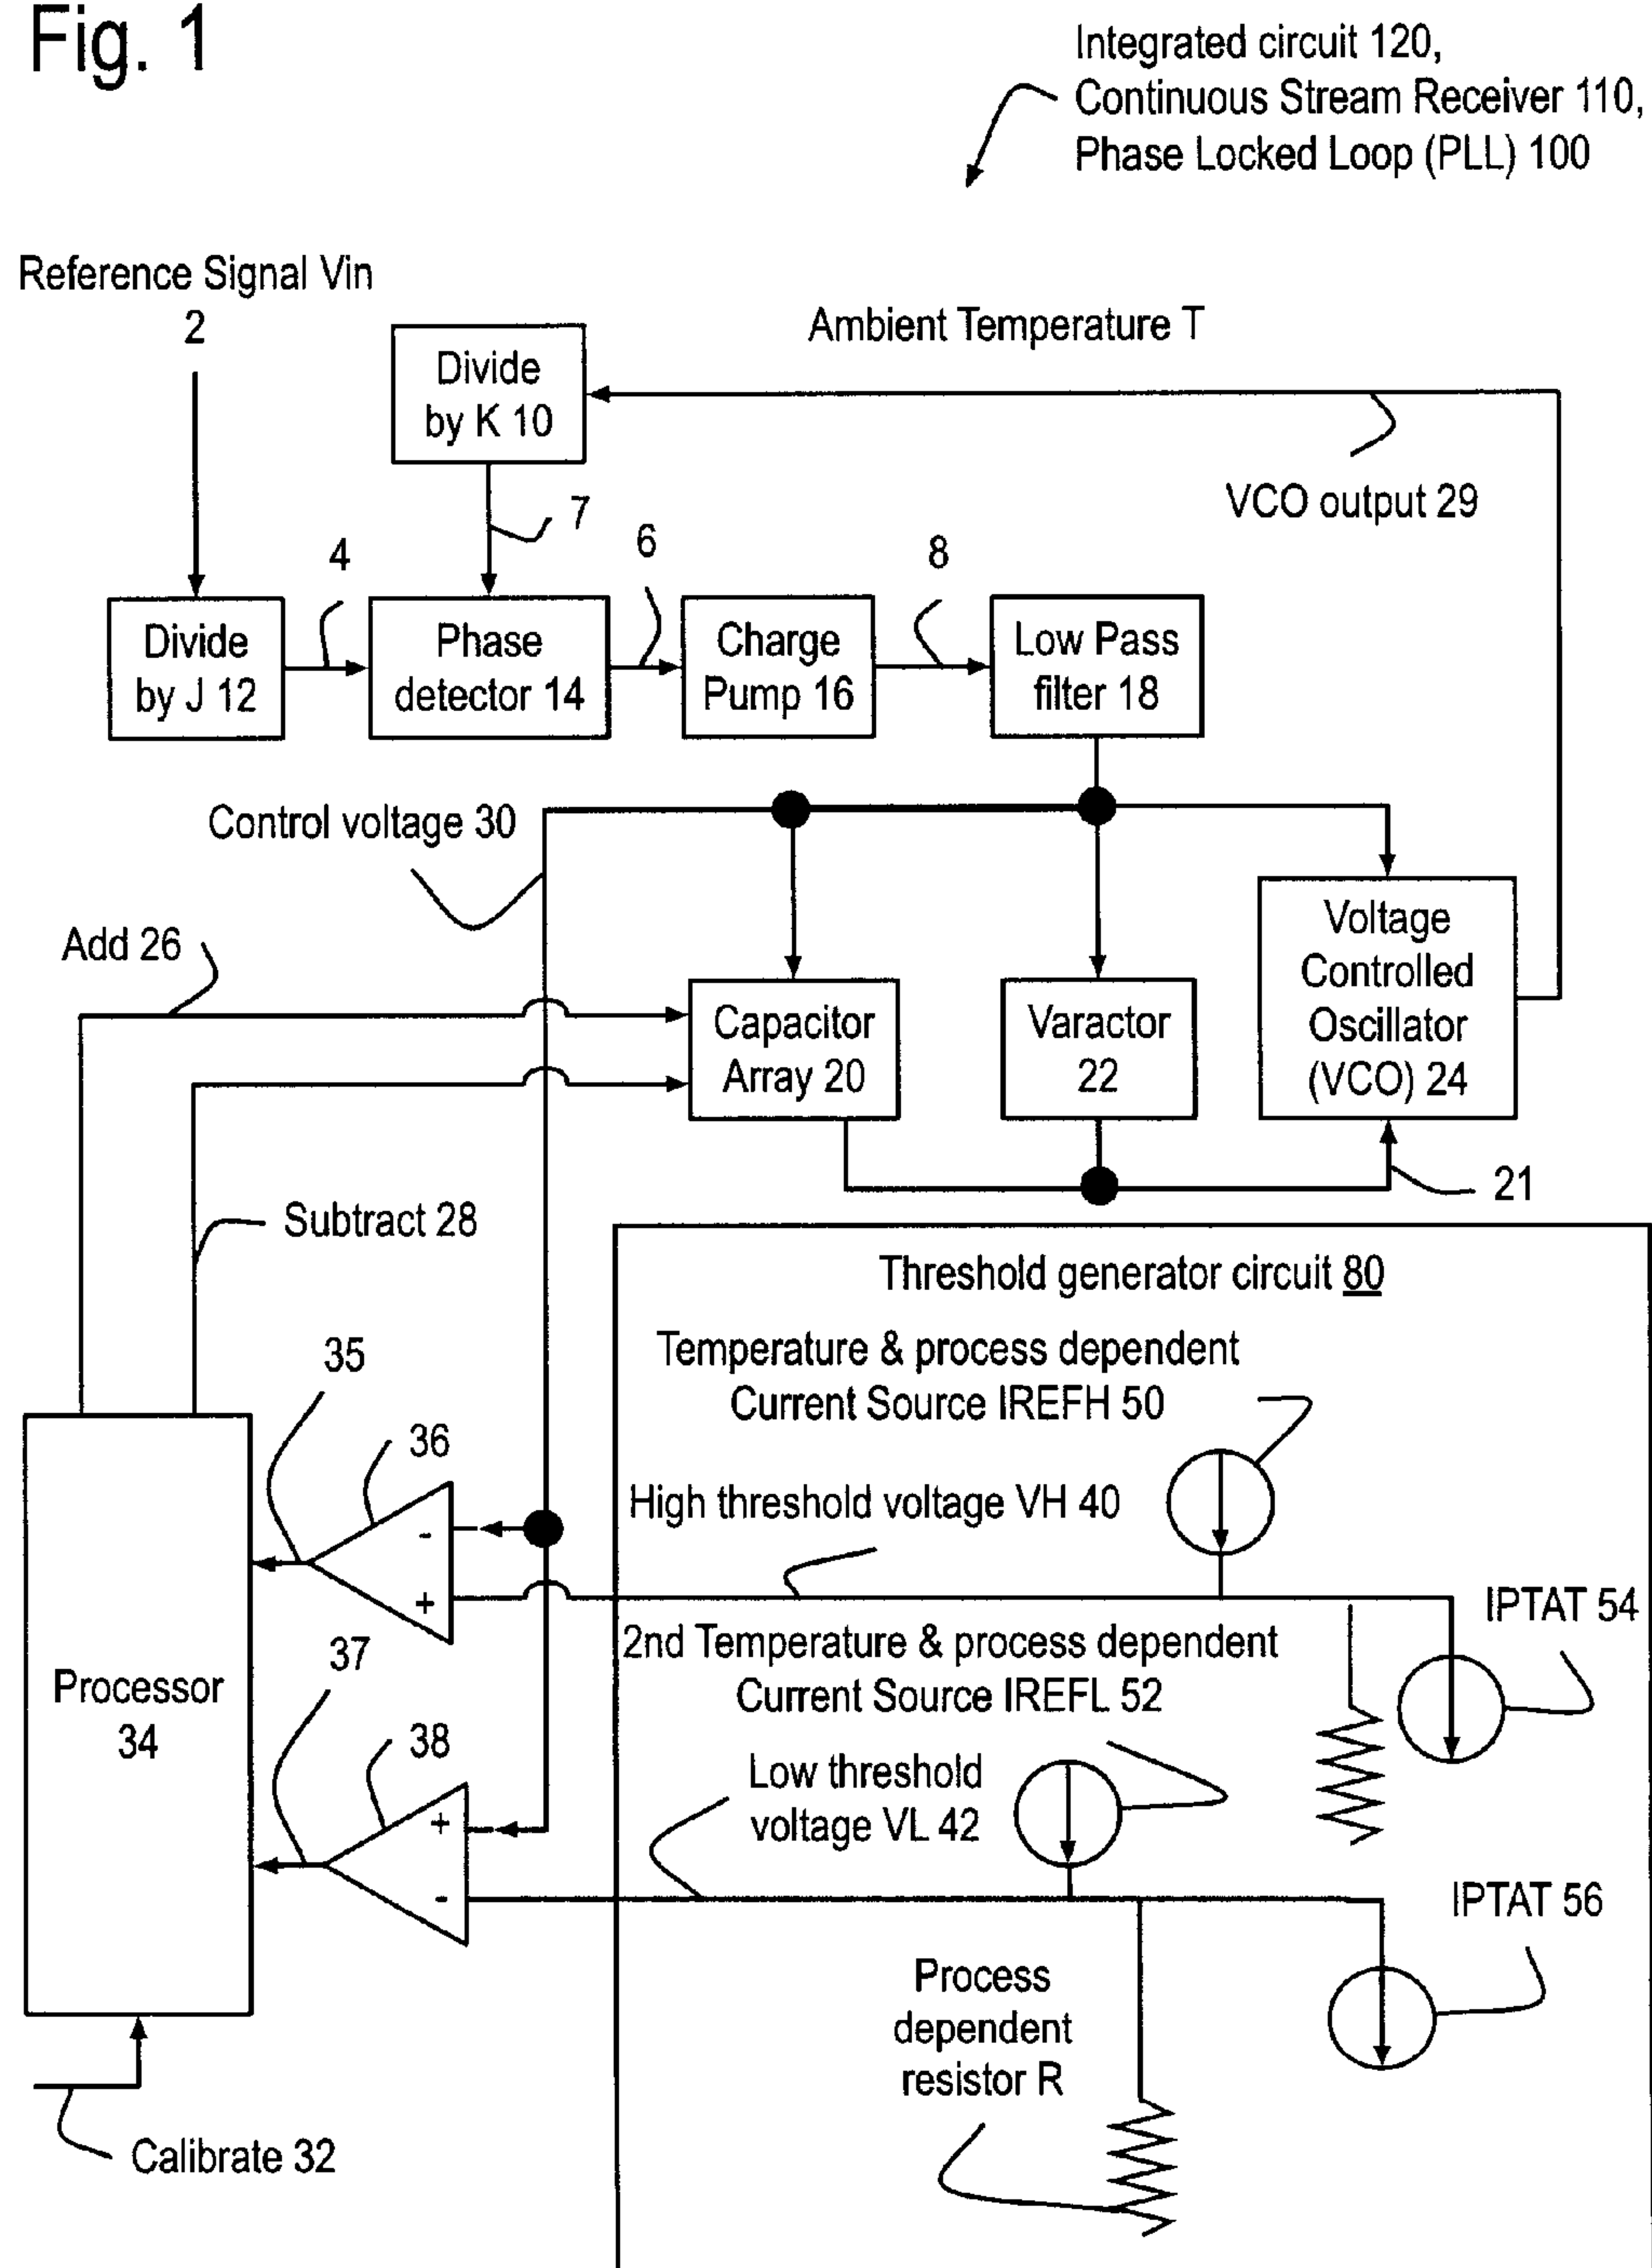 Fig. 1
Integrated circuit 120,
Continuous Stream Receiver 110,
Phase Locked Loop (PLL) 100
Reference Signal Vin
2
Ambient Temperature T
Divide
by K 10
VCO output 29
7
4
6
8
Divide
by J 12
Phase
detector 14
Charge
Pump 16
Low Pass
filter 18
Control voltage 30
Add 26
Capacitor
Array 20
Varactor
22
Voltage
Controlled
Oscillator
(VCO) 24
21
Subtract 28
Threshold generator circuit 80
Temperature & process dependent
Current Source IREFH 50
35
36
High threshold voltage VH 40
-
+
IPTAT 54
2nd Temperature & process dependent
Current Source IREFL 52
37
Processor
34
38
Low threshold
voltage VL 42
+
-
IPTAT 56
Process
dependent
resistor R
Calibrate 32